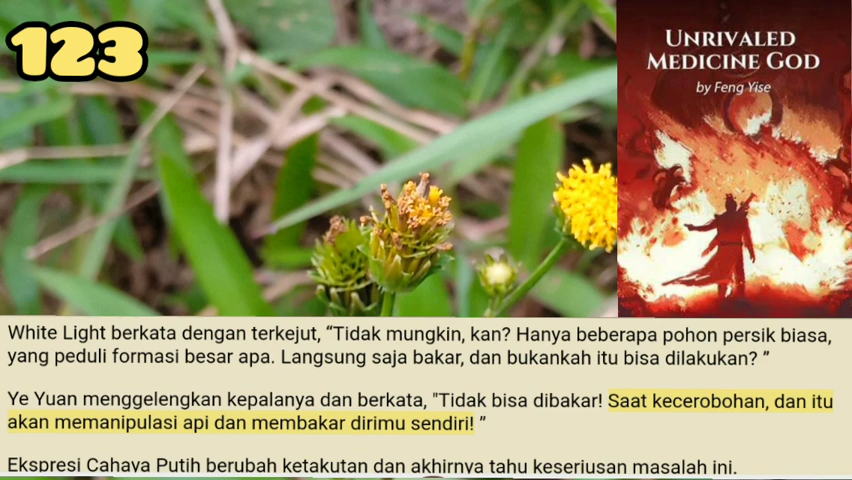 123
UNRIVALED
MEDICINE GOD
by Feng Yise
White Light berkata dengan terkejut, “Tidak mungkin, kan? Hanya beberapa pohon persik biasa,
yang peduli formasi besar apa. Langsung saja bakar, dan bukankah itu bisa dilakukan? ”
Ye Yuan menggelengkan kepalanya dan berkata, "Tidak bisa dibakar! Saat kecerobohan, dan itu
akan memanipulasi api dan membakar dirimu sendiri! ”
Ekspresi Cahaya Putih berubah ketakutan dan akhirnya tahu keseriusan masalah ini.